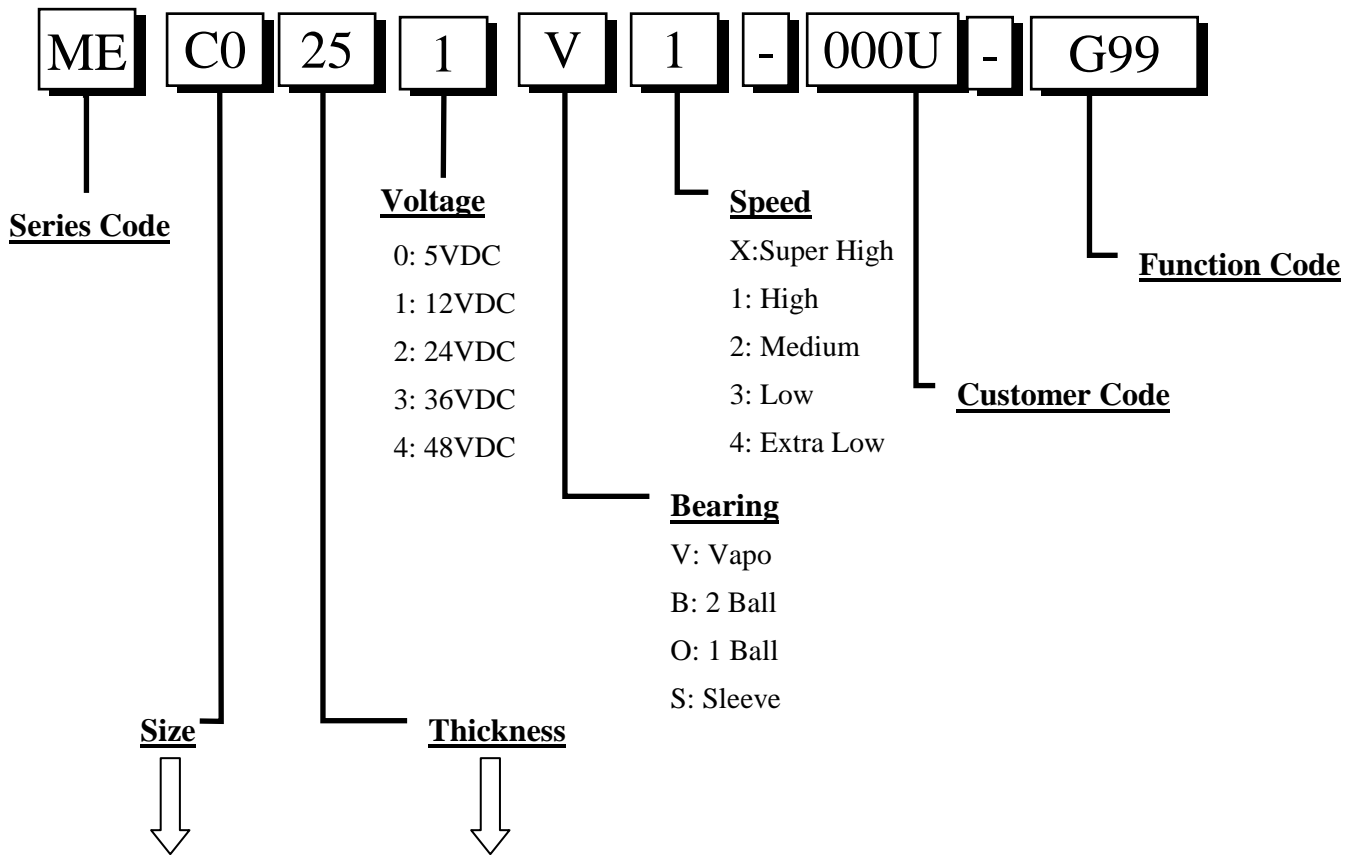 ME C0 25 1 V 1 - 000U - G99
Series Code
Voltage
0: 5VDC
1: 12VDC
2: 24VDC
3: 36VDC
4: 48VDC
Speed
X:Super High
1: High
2: Medium
3: Low
4: Extra Low
Function Code
Customer Code
Bearing
V: Vapo
B: 2 Ball
O: 1 Ball
S: Sleeve
Size
Thickness